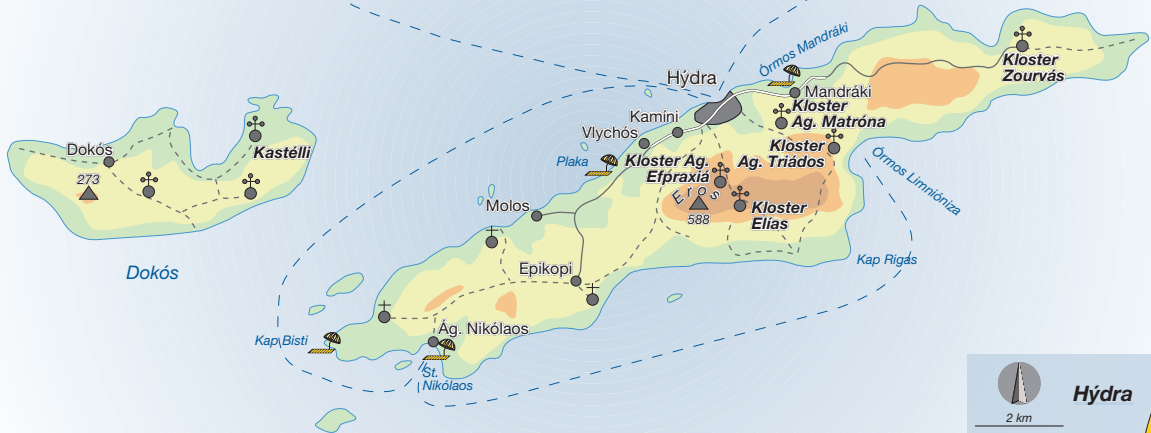 Kloster
Zourvás
Órmos Mandráki
Hýdra
Mandráki
Kloster
Ag. Matróna
Kamíni
Vlychós
Kloster
Ag. Triádos
Plaka
Kloster Ag.
Efpraxiá
Eros
588
Kloster
Elías
Órmos Limnióniza
Kap Rigas
Dokós
273
Kastélli
Dokós
Molos
Epikopi
Ág. Nikólaos
Kap Bisti
St.
Nikólaos
2 km
Hýdra